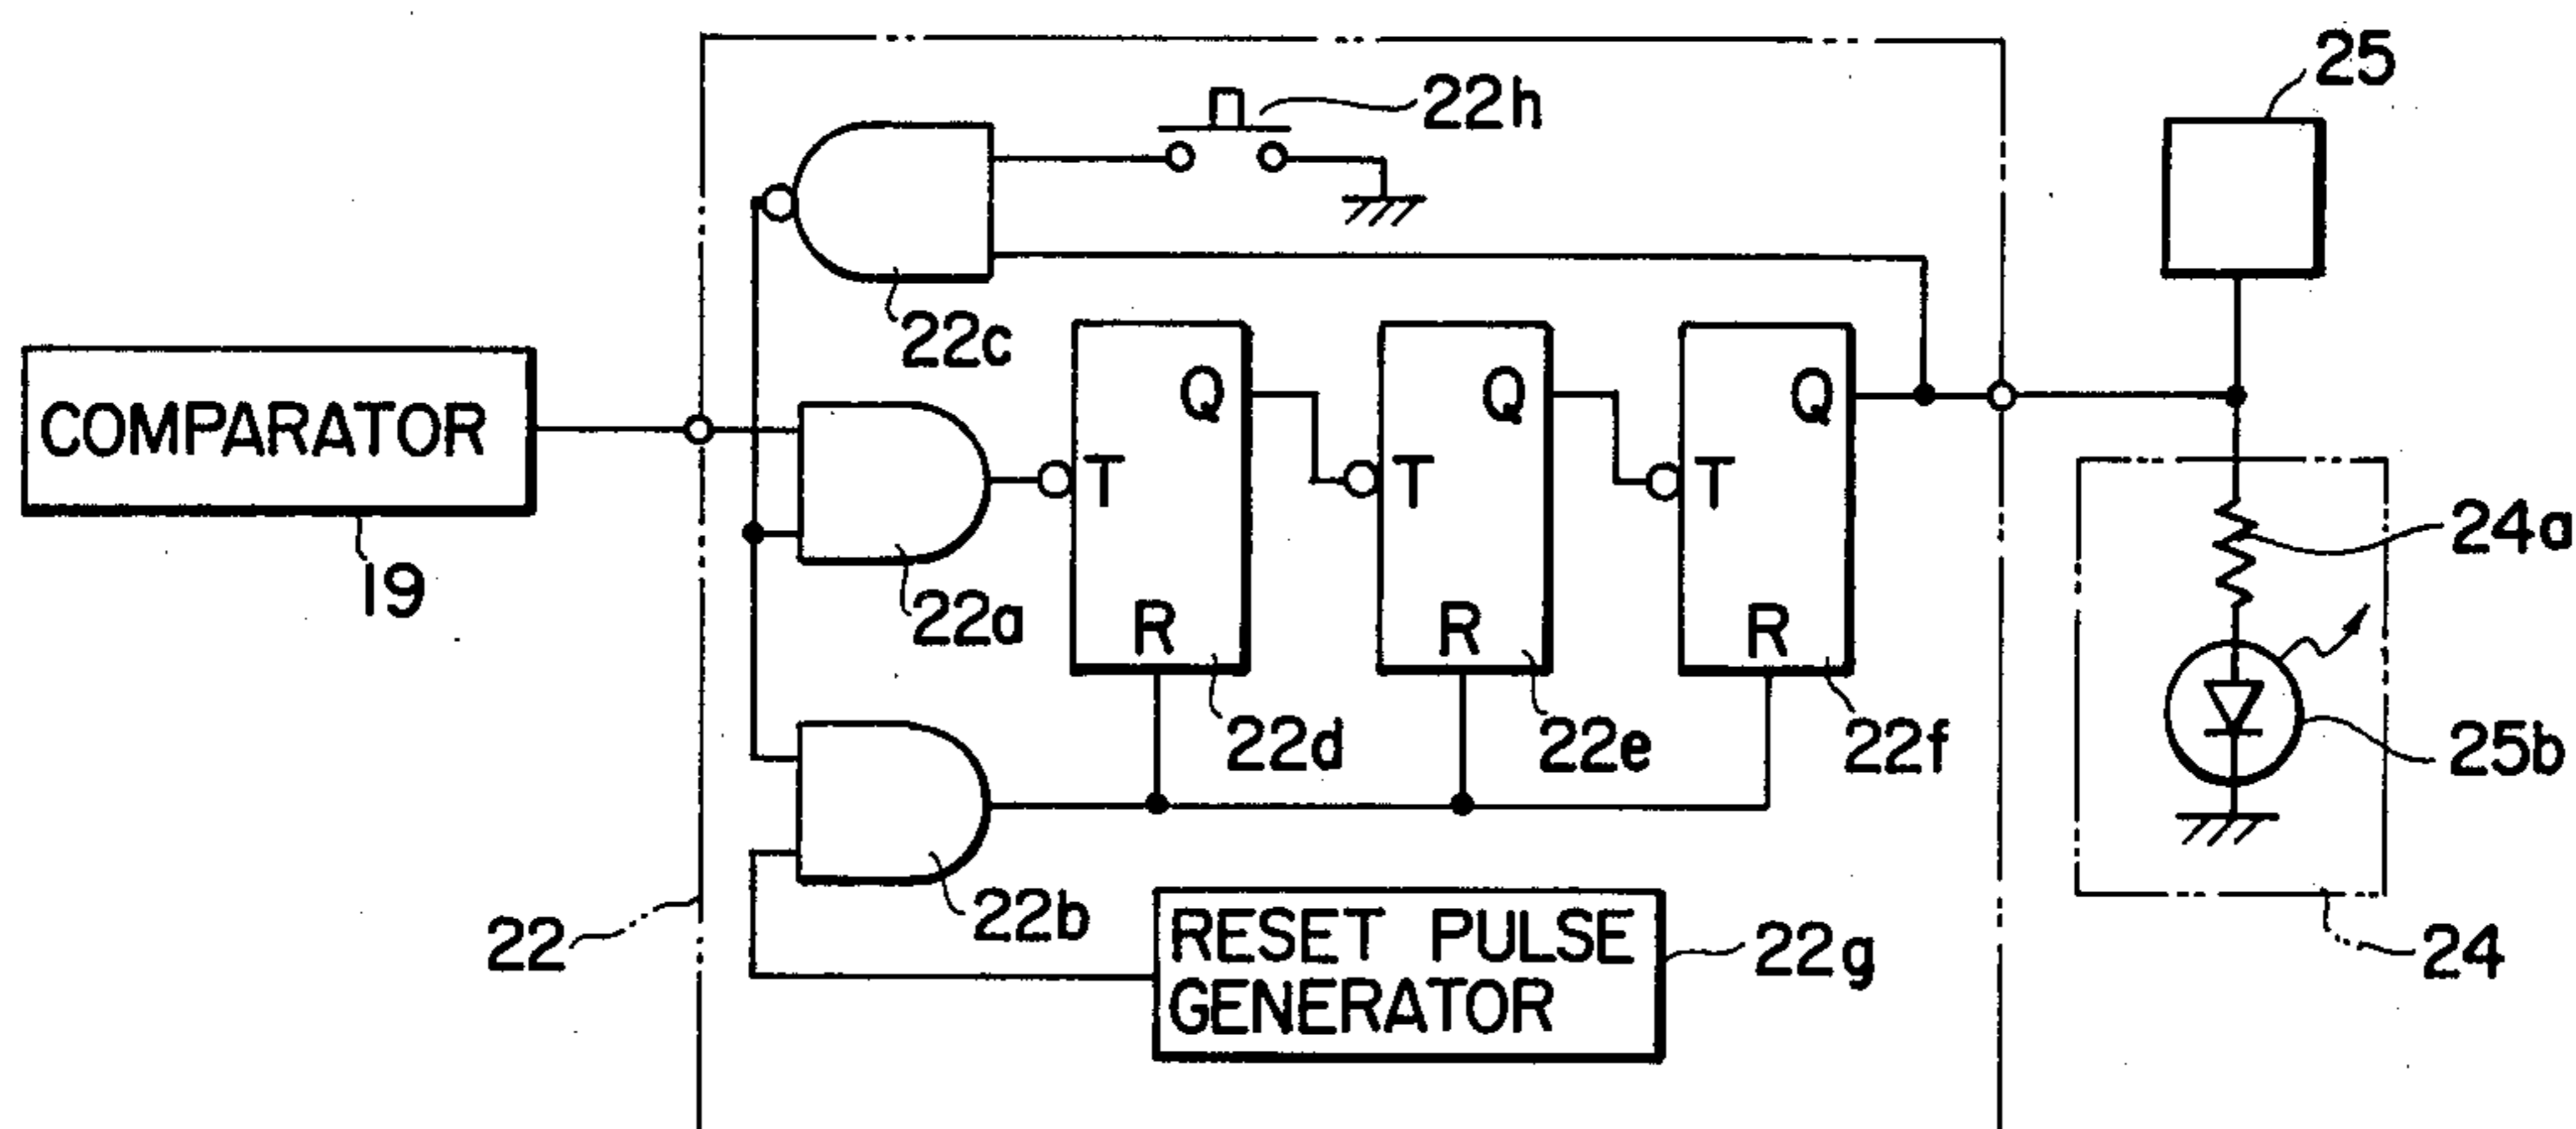 25
22h
22c
COMPARATOR
19
Q
T
R
Q
T
R
Q
T
R
22a
22d
22e
22f
24a
25b
22b
22
RESET PULSE
GENERATOR
22g
24